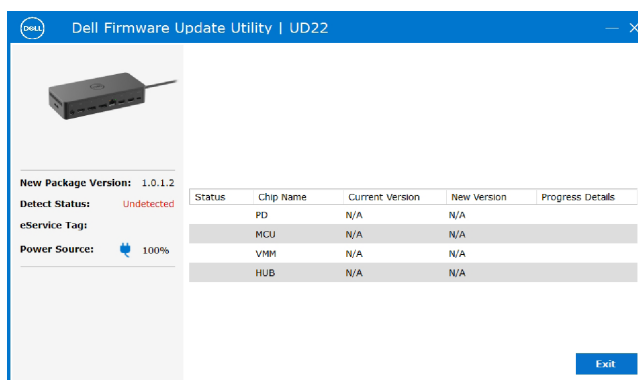 DELL
Dell Firmware Update Utility | UD22
New Package Version: 1.0.1.2
Detect Status: Undetected
eService Tag:
Power Source: 100%
Status Chip Name Current Version New Version Progress Details
PD N/A N/A
MCU N/A N/A
VMM N/A N/A
HUB N/A N/A
Exit